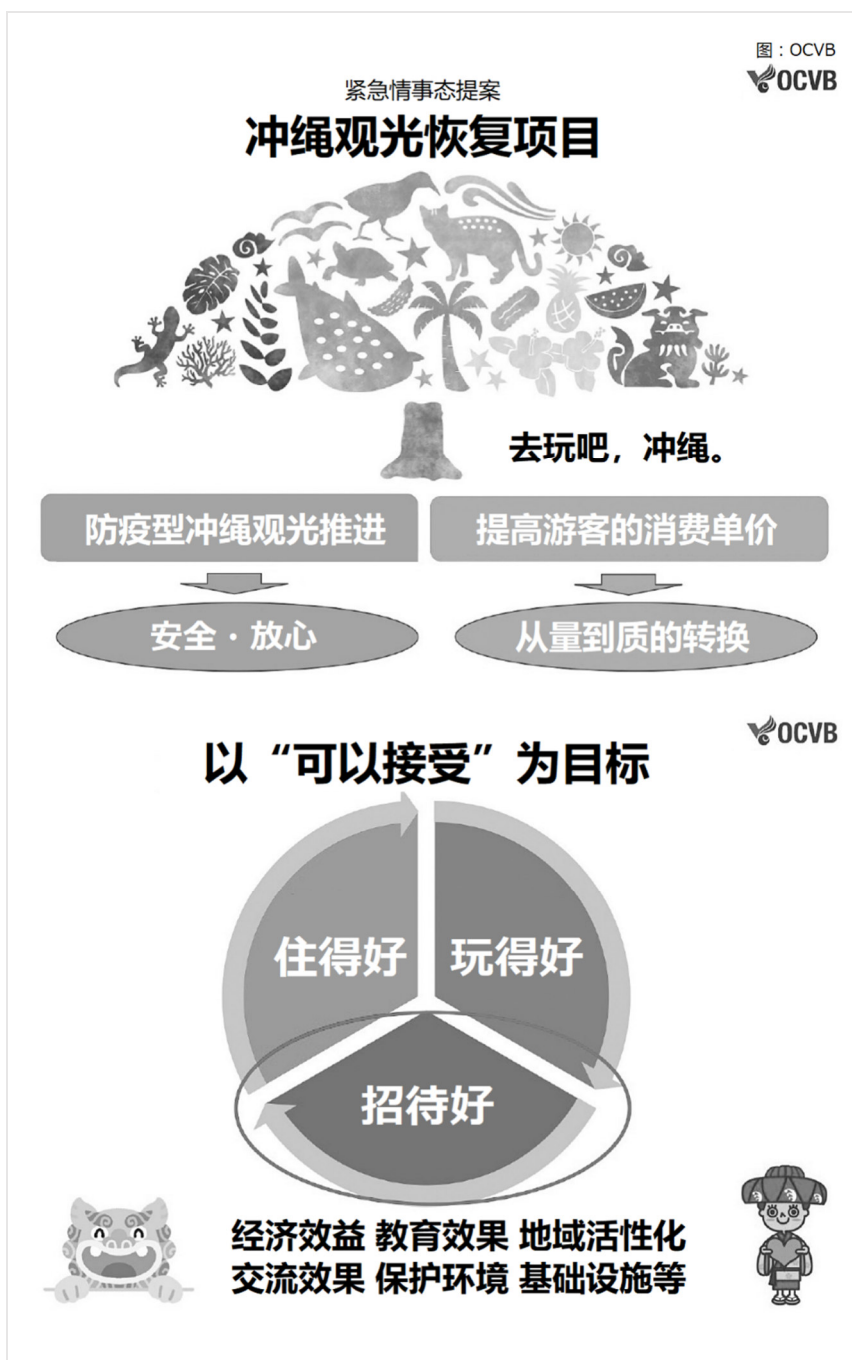 图：OCVB
OCVB
紧急情事态提案
冲绳观光恢复项目
去玩吧，冲绳。
防疫型冲绳观光推进
提高游客的消费单价
安全・放心
从量到质的转换
OCVB
以“可以接受”为目标
住得好
玩得好
招待好
经济效益 教育效果 地域活性化
交流效果 保护环境 基础设施等